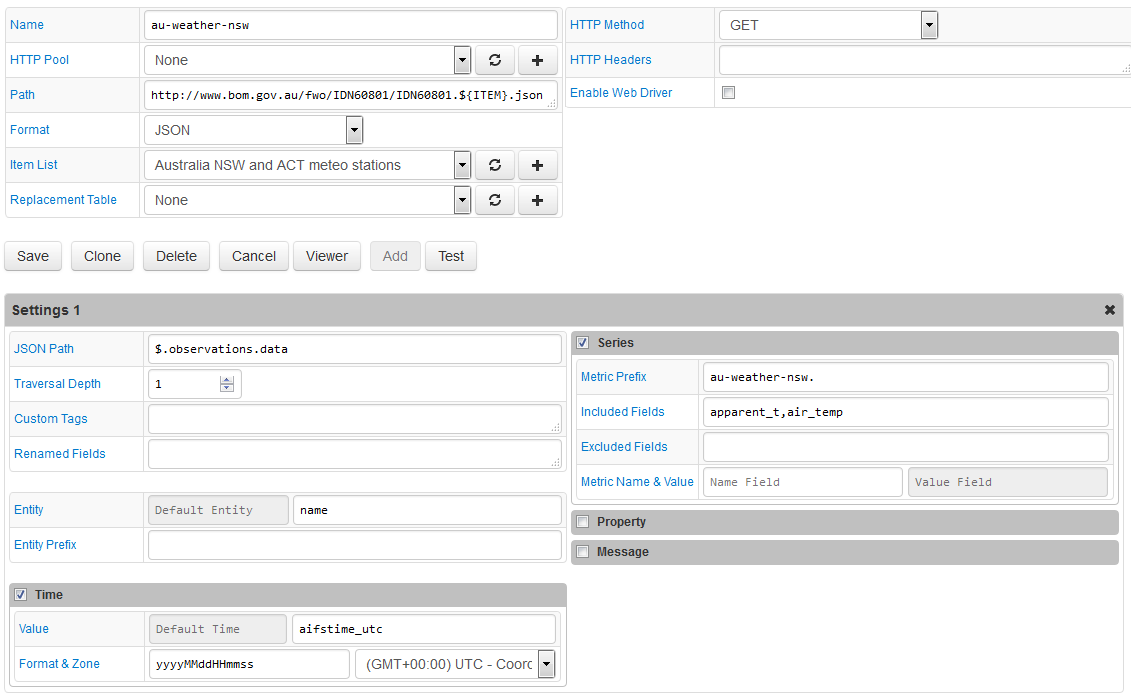 Name au-weather-nsw
HTTP Pool None
Path http://www.bom.gov.au/fwo/IDN60801/IDN60801.${ITEM}.json
Format JSON
Item List Australia NSW and ACT meteo stations
Replacement Table None
HTTP Method GET
HTTP Headers
Enable Web Driver
Save Clone Delete Cancel Viewer Add Test
Settings 1
JSON Path $.observations.data
Traversal Depth 1
Custom Tags
Renamed Fields
Entity Default Entity name
Entity Prefix
Time
Value Default Time aifstime_utc
Format & Zone yyyyMMddHHmmss (GMT+00:00) UTC - Coord
Series
Metric Prefix au-weather-nsw.
Included Fields apparent_t,air_temp
Excluded Fields
Metric Name & Value Name Field Value Field
Property
Message